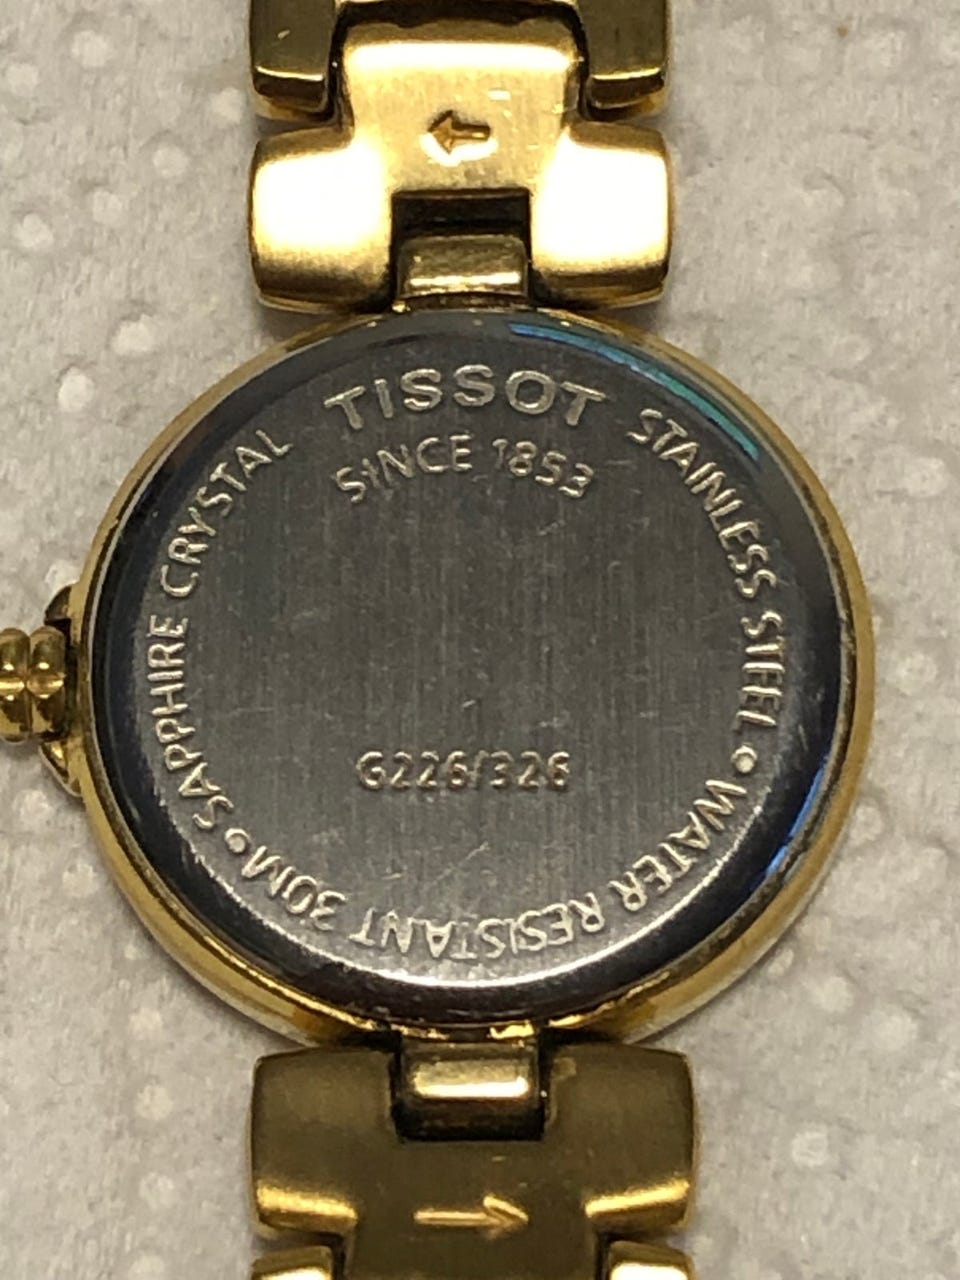 TISSOT
SINCE 1853
STAINLESS STEEL • WATER RESISTANT 30M • SAPPHIRE CRYSTAL
G226/326